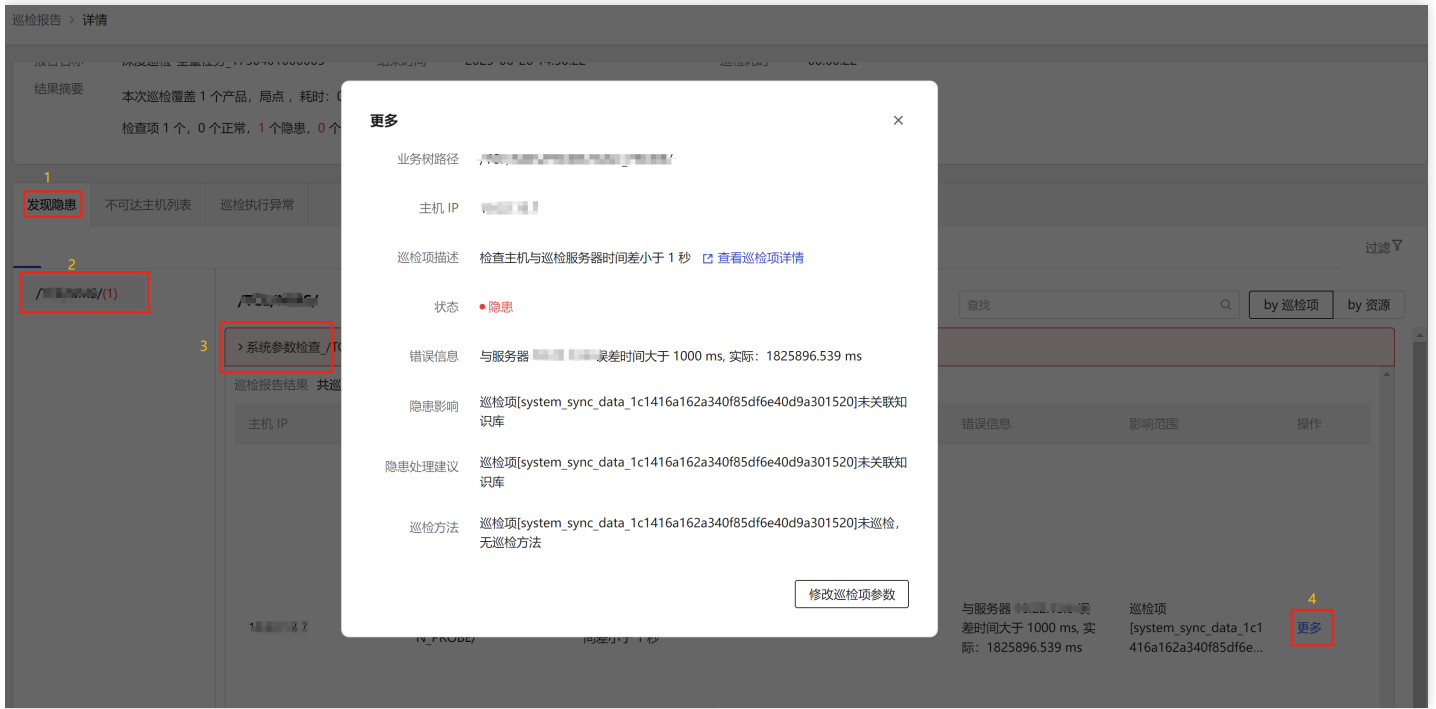 巡检报告 > 详情
结果摘要
本次巡检覆盖 1 个产品，局点 ，耗时：
检查项 1 个，0 个正常，1 个隐患，0 个
1
发现隐患
不可达主机列表
巡检执行异常
过滤
2
(1)
查找
by 巡检项
by 资源
3
系统参数检查
巡检报告结果 共巡
主机 IP
错误信息
影响范围
操作
与服务器
差时间大于 1000 ms, 实
际：1825896.539 ms
巡检项
[system_sync_data_1c1
416a162a340f85df6e...
4
更多
N_PROBE/
间差小于 1 秒
更多
业务树路径
主机 IP
巡检项描述
检查主机与巡检服务器时间差小于 1 秒
查看巡检项详情
状态
隐患
错误信息
与服务器 误差时间大于 1000 ms, 实际：1825896.539 ms
隐患影响
巡检项[system_sync_data_1c1416a162a340f85df6e40d9a301520]未关联知
识库
隐患处理建议
巡检项[system_sync_data_1c1416a162a340f85df6e40d9a301520]未关联知
识库
巡检方法
巡检项[system_sync_data_1c1416a162a340f85df6e40d9a301520]未巡检，
无巡检方法
修改巡检项参数